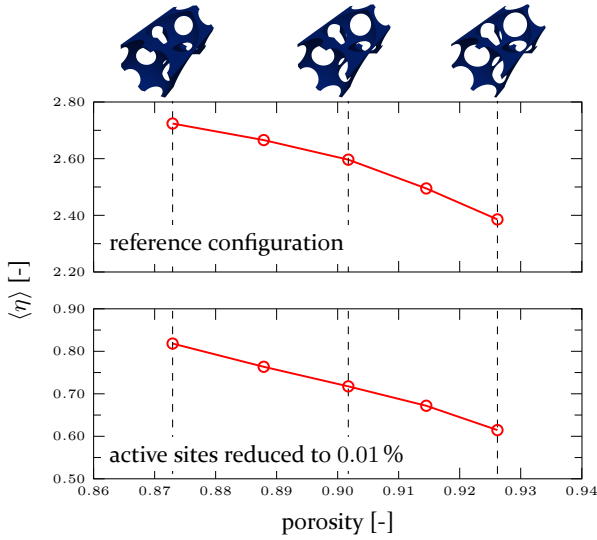 2.80
2.60
2.40
2.20
reference configuration
⟨η⟩ [-]
0.90
0.80
0.70
0.60
0.50
active sites reduced to 0.01 %
0.86 0.87 0.88 0.89 0.90 0.91 0.92 0.93 0.94
porosity [-]